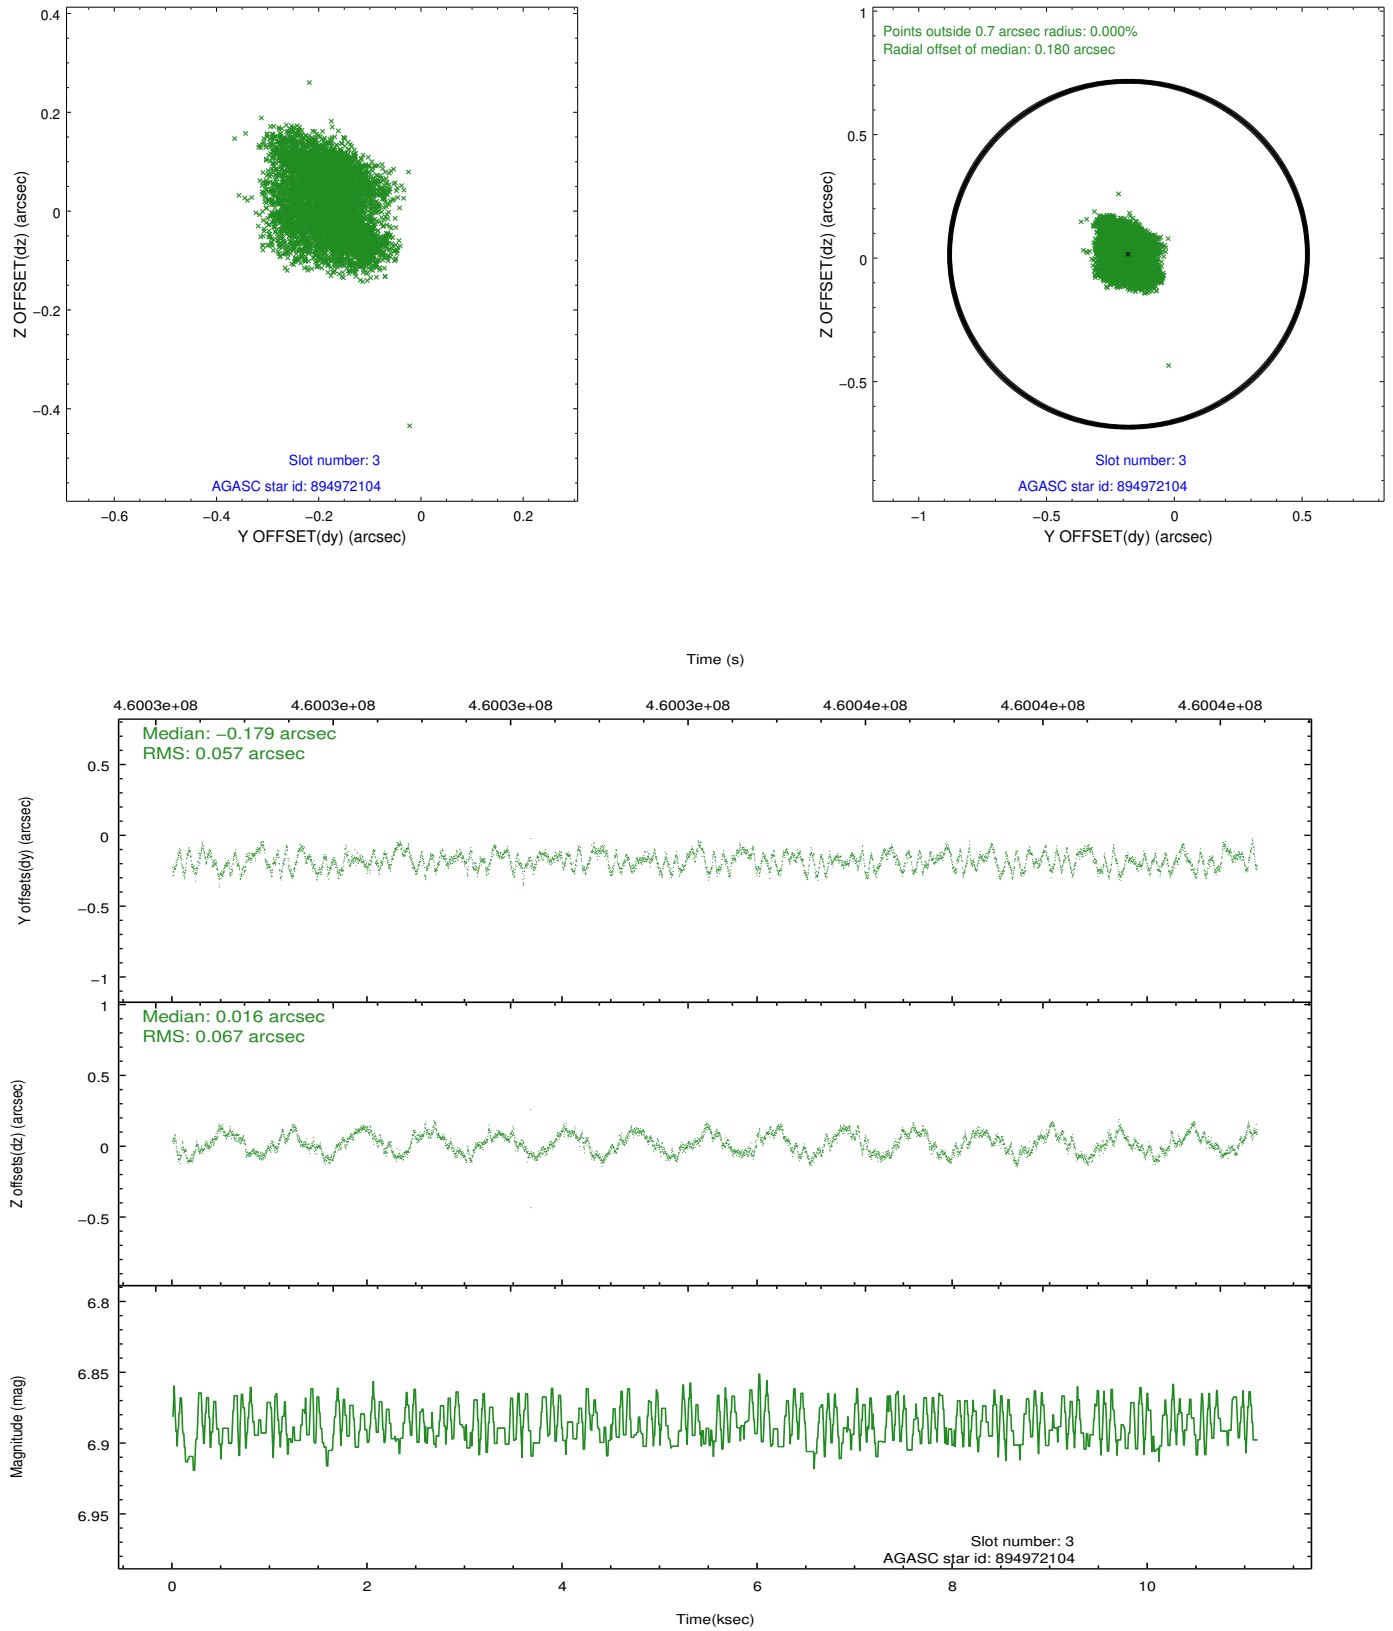 0.4
0.2
0
−0.2
−0.4
Z OFFSET(dz) (arcsec)
Slot number: 3
AGASC star id: 894972104
−0.6 −0.4 −0.2 0 0.2
Y OFFSET(dy) (arcsec)
Points outside 0.7 arcsec radius: 0.000%
Radial offset of median: 0.180 arcsec
1
0.5
0
−0.5
Z OFFSET(dz) (arcsec)
Slot number: 3
AGASC star id: 894972104
−1 −0.5 0 0.5
Y OFFSET(dy) (arcsec)
Time (s)
4.6003e+08 4.6003e+08 4.6003e+08 4.6003e+08 4.6004e+08 4.6004e+08 4.6004e+08
Median: −0.179 arcsec
RMS: 0.057 arcsec
0.5
0
−0.5
−1
Y offsets(dy) (arcsec)
Median: 0.016 arcsec
RMS: 0.067 arcsec
1
0.5
0
−0.5
Z offsets(dz) (arcsec)
6.8
6.85
6.9
6.95
Magnitude (mag)
Slot number: 3
AGASC star id: 894972104
0 2 4 6 8 10
Time(ksec)